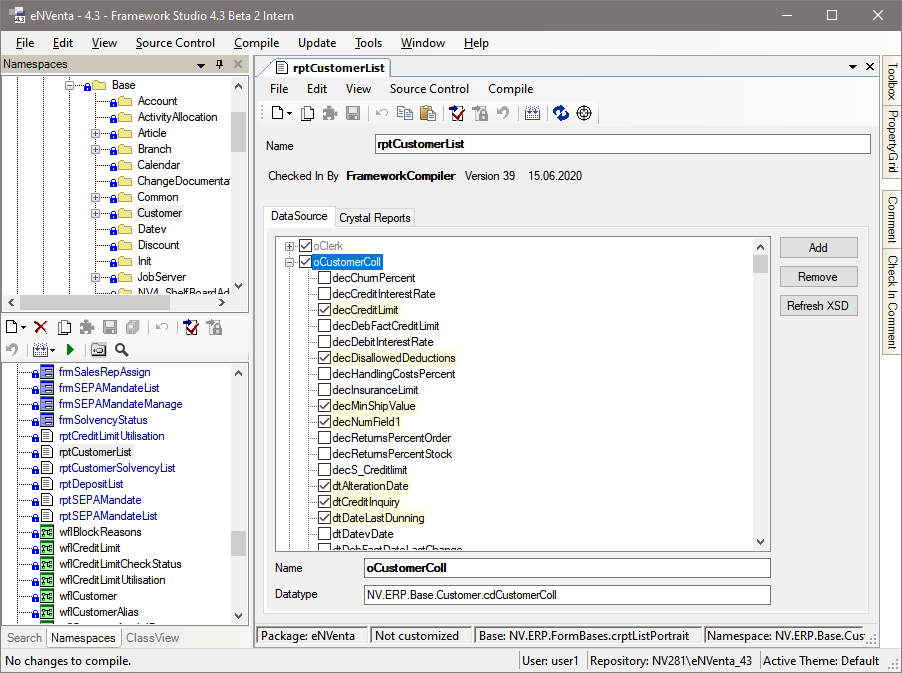 eNVenta - 4.3 - Framework Studio 4.3 Beta 2 Intern
File Edit View Source Control Compile Update Tools Window Help
Namespaces
Base
Account
ActivityAllocation
Article
Branch
Calendar
ChangeDocumenta
Common
Customer
Datev
Discount
Init
JobServer
NV4_ShelfBoardAd
frmSalesRepAssign
frmSEPAMandateList
frmSEPAMandateManage
frmSolvencyStatus
rptCreditLimitUtilisation
rptCustomerList
rptCustomerSolvencyList
rptDepositList
rptSEPAMandate
rptSEPAMandateList
wflBlockReasons
wflCreditLimit
wflCreditLimitCheckStatus
wflCreditLimitUtilisation
wflCustomer
wflCustomerAlias
Search Namespaces ClassView
rptCustomerList
File Edit View Source Control Compile
Name rptCustomerList
Checked In By FrameworkCompiler Version 39 15.06.2020
DataSource Crystal Reports
oClerk
oCustomerColl
decChurnPercent
decCreditInterestRate
decCreditLimit
decDebFactCreditLimit
decDebitInterestRate
decDisallowedDeductions
decHandlingCostsPercent
decInsuranceLimit
decMinShipValue
decNumField1
decReturnsPercentOrder
decReturnsPercentStock
decS_Creditlimit
dtAlterationDate
dtCreditInquiry
dtDateLastDunning
dtDatevDate
dtDebFactDateLastChange
Add
Remove
Refresh XSD
Name oCustomerColl
Datatype NV.ERP.Base.Customer.cdCustomerColl
Package: eNVenta Not customized Base: NV.ERP.FormBases.crptListPortrait Namespace: NV.ERP.Base.Cus
Toolbox
PropertyGrid
Comment
Check In Comment
No changes to compile. User: user1 Repository: NV281\eNVenta_43 Active Theme: Default